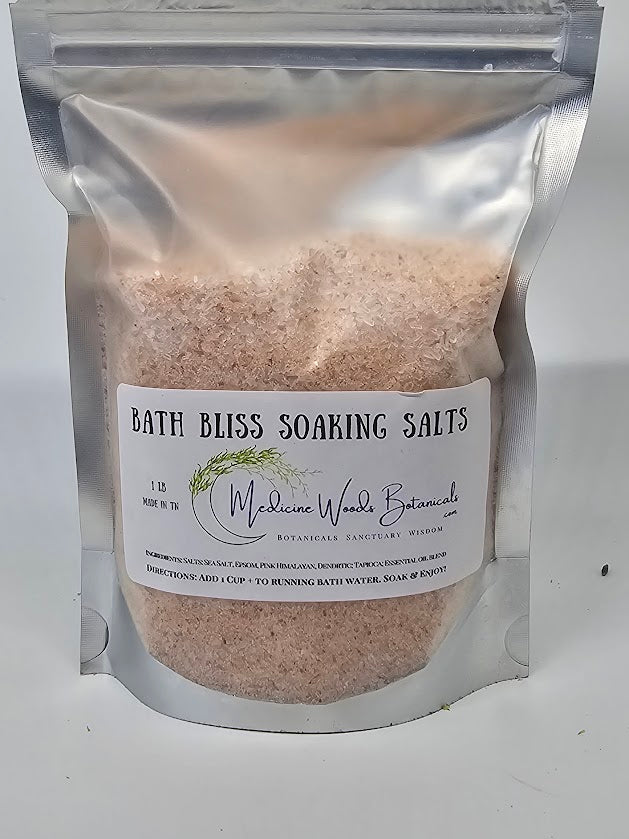 BATH BLISS SOAKING SALTS
1 LB
MADE IN TN
Medicine Woods Botanicals
.com
BOTANICALS SANCTUARY WISDOM
INGREDIENTS: SALTS: SEA SALT, EPSOM, PINK HIMALAYAN, DENDRTIC; TAPIOCA; ESSENTIAL OIL BLEND
DIRECTIONS: ADD 1 CUP + TO RUNNING BATH WATER. SOAK & ENJOY!